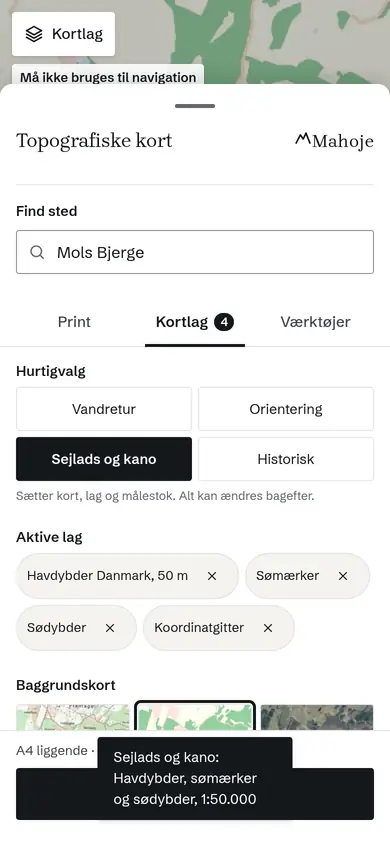 Kortlag
Må ikke bruges til navigation
Topografiske kort
Mahoje
Find sted
Mols Bjerge
Print
Kortlag 4
Værktøjer
Hurtigvalg
Vandretur
Orientering
Sejlads og kano
Historisk
Sætter kort, lag og målestok. Alt kan ændres bagefter.
Aktive lag
Havdybder Danmark, 50 m ×
Sømærker ×
Sødybder ×
Koordinatgitter ×
Baggrundskort
A4 liggende ·
Sejlads og kano:
Havdybder, sømærker
og sødybder, 1:50.000